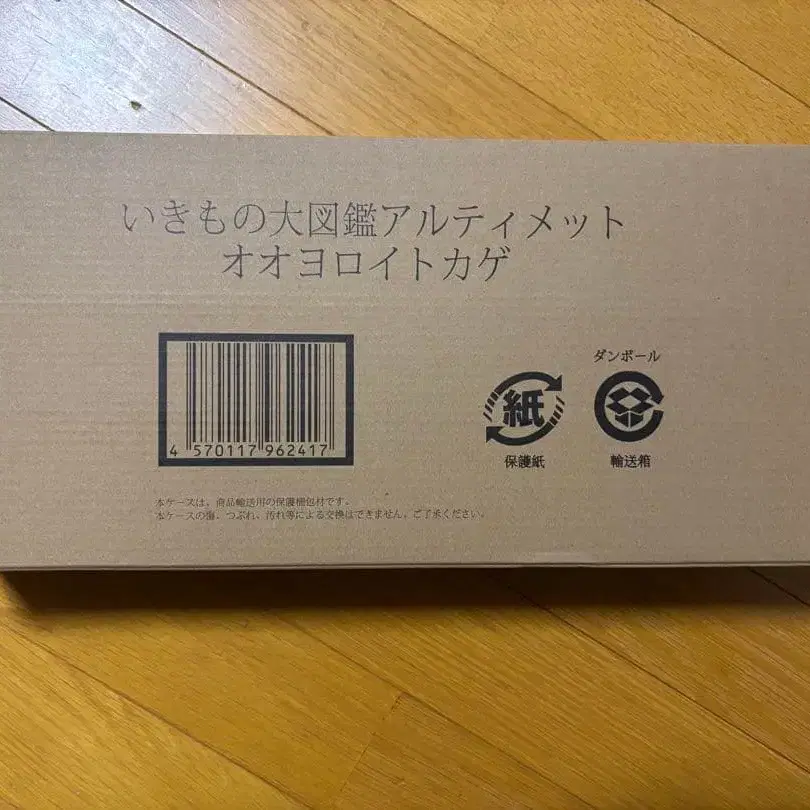 いきもの大図鑑アルティメット
オオヨロイトカゲ
4 570117 962417
紙
保護紙
ダンボール
輸送箱
本ケースは、商品輸送用の保護梱包材です。
本ケースの傷、つぶれ、汚れ等による交換はできません。ご了承ください。